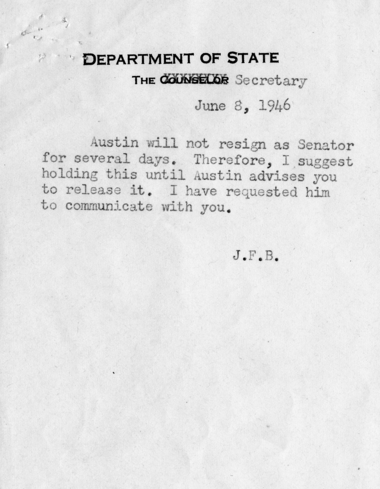 DEPARTMENT OF STATE
THE COUNSELOR Secretary
June 8, 1946
Austin will not resign as Senator
for several days. Therefore, I suggest
holding this until Austin advises you
to release it. I have requested him
to communicate with you.
J.F.B.